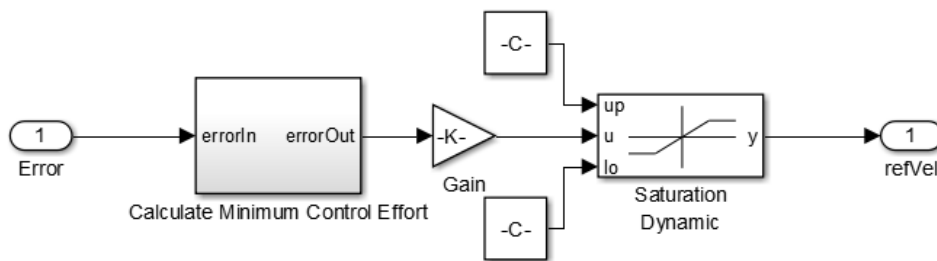 -C-
up
1
errorIn
errorOut
-K-
u
y
1
Error
lo
refVel
Gain
Calculate Minimum Control Effort
Saturation
Dynamic
-C-